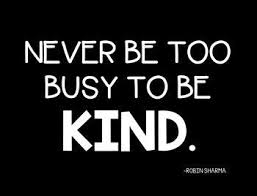 NEVER BE TOO
BUSY TO BE
KIND.
-ROBIN SHARMA